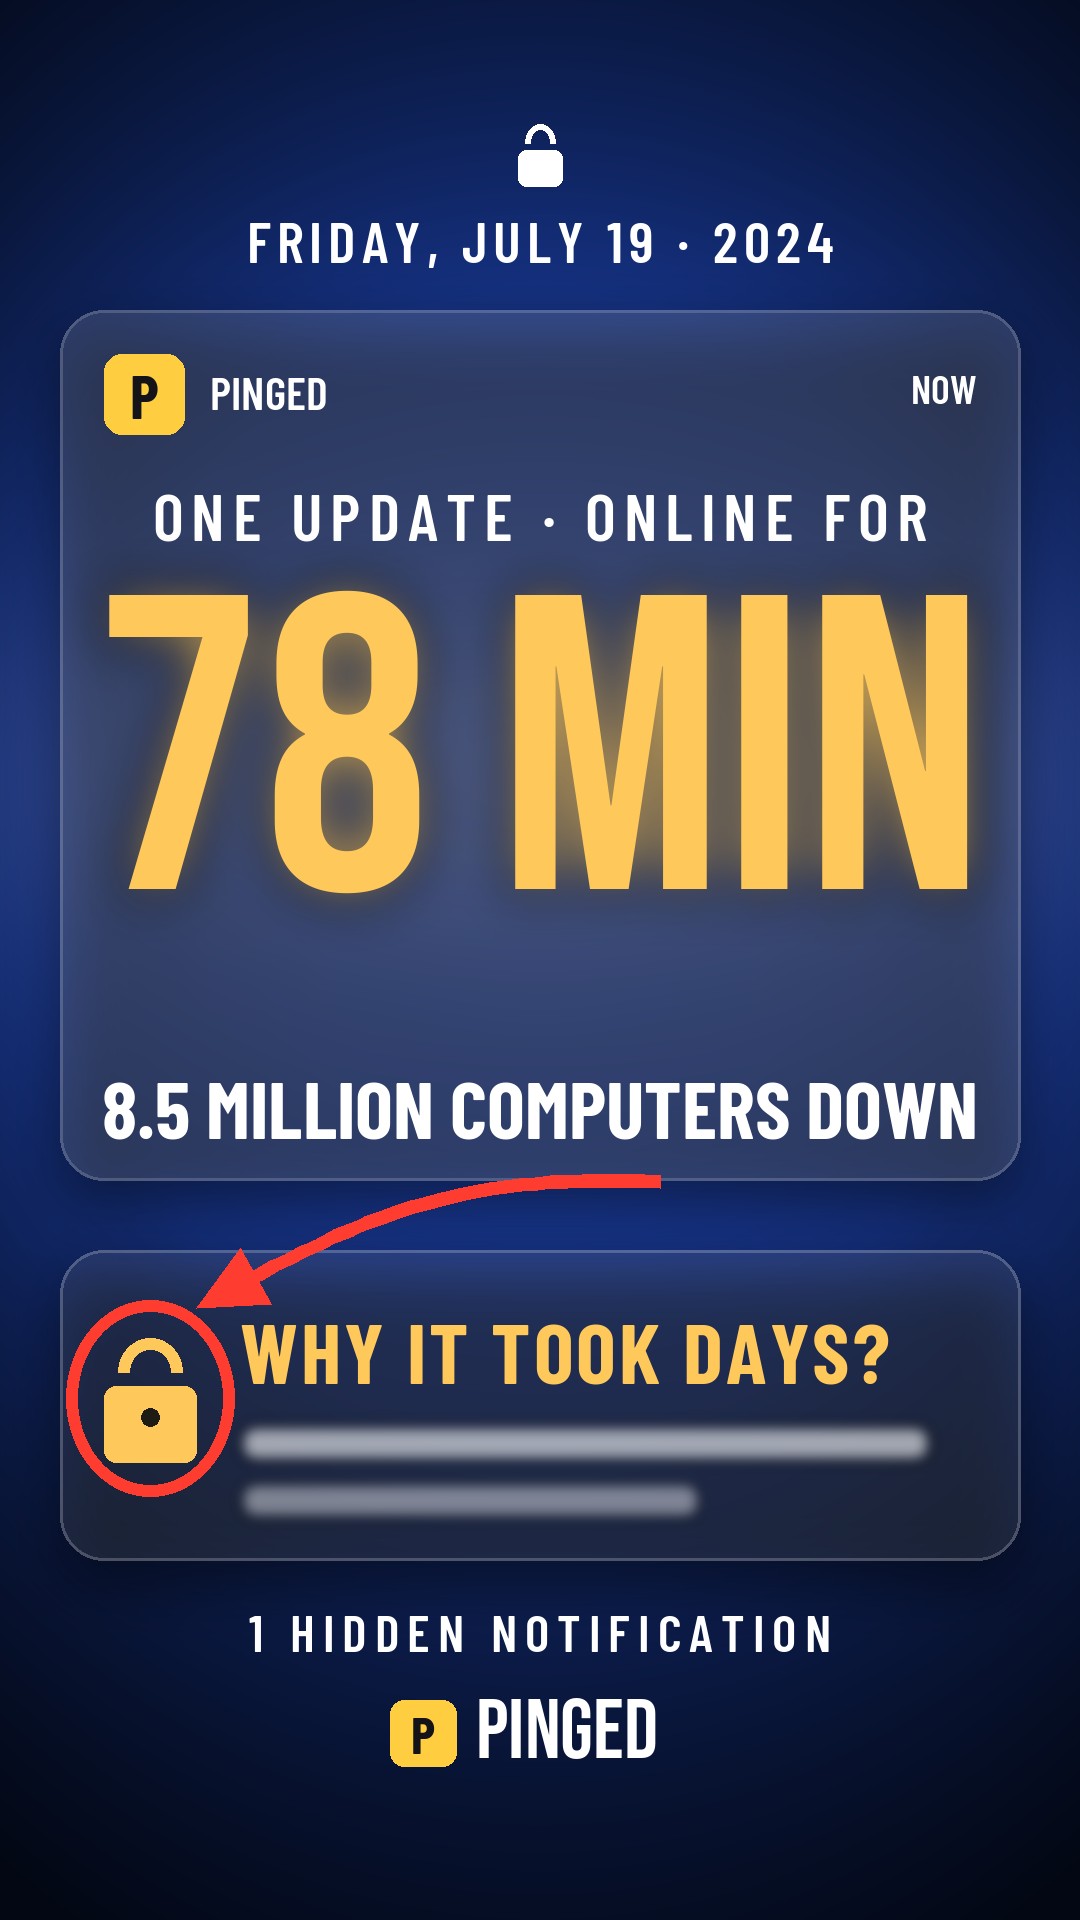 FRIDAY, JULY 19 · 2024
P PINGED NOW
ONE UPDATE · ONLINE FOR
78 MIN
8.5 MILLION COMPUTERS DOWN
WHY IT TOOK DAYS?
1 HIDDEN NOTIFICATION
P PINGED